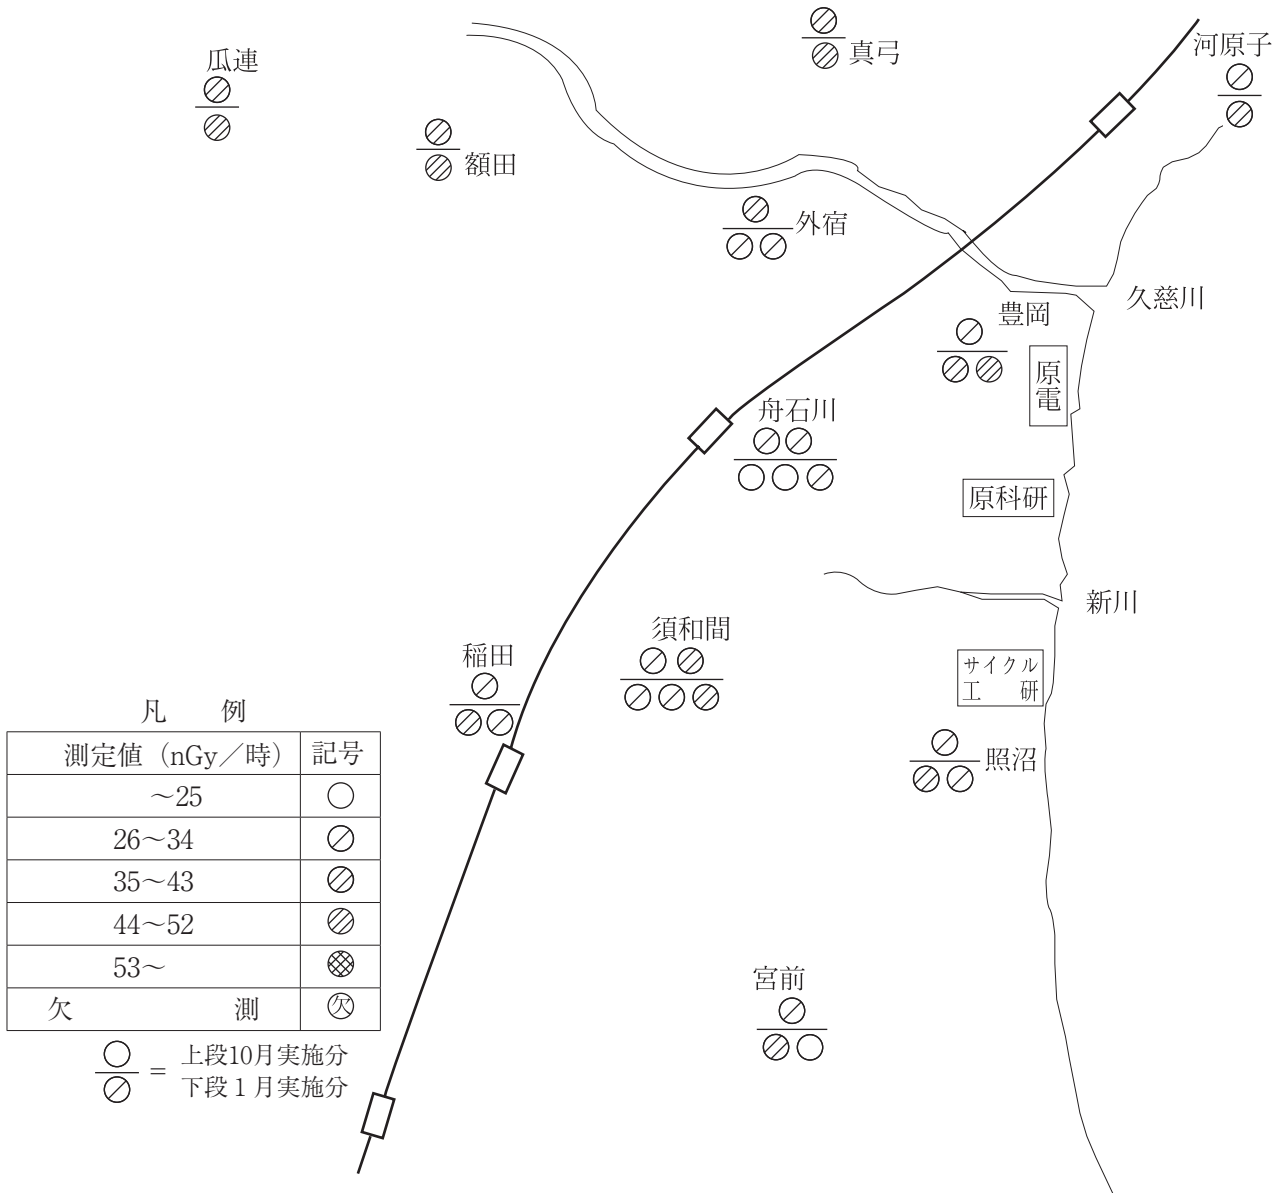 真弓
河原子
瓜連
額田
外宿
久慈川
豊岡
原電
舟石川
原科研
新川
須和間
稲田
サイクル
工 研
照沼
凡 例
測定値（nGy／時） 記号
～25
26～34
35～43
44～52
53～
欠 測 欠
宮前
= 上段10月実施分
下段１月実施分